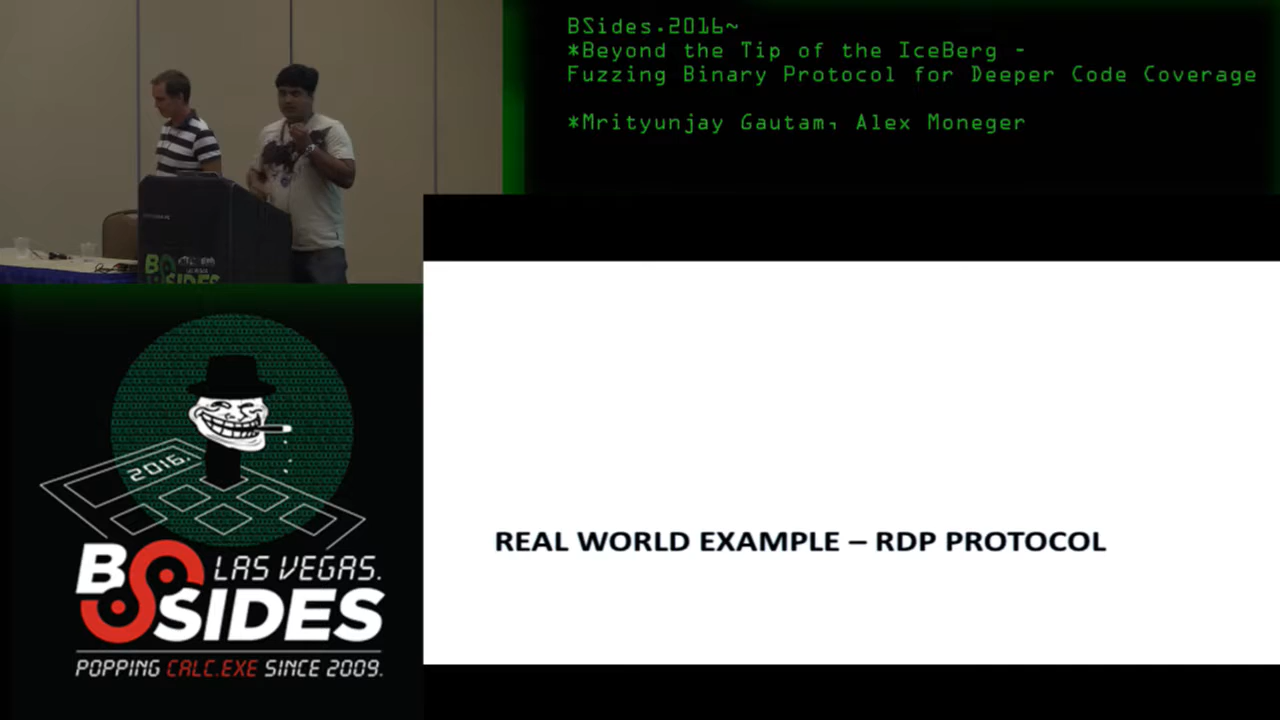 BSides.2016~
*Beyond the Tip of the IceBerg -
Fuzzing Binary Protocol for Deeper Code Coverage
*Mrityunjay Gautam, Alex Moneger
BSIDES
REAL WORLD EXAMPLE – RDP PROTOCOL
2016.
BSIDES
LAS VEGAS.
POPPING CALC.EXE SINCE 2009.